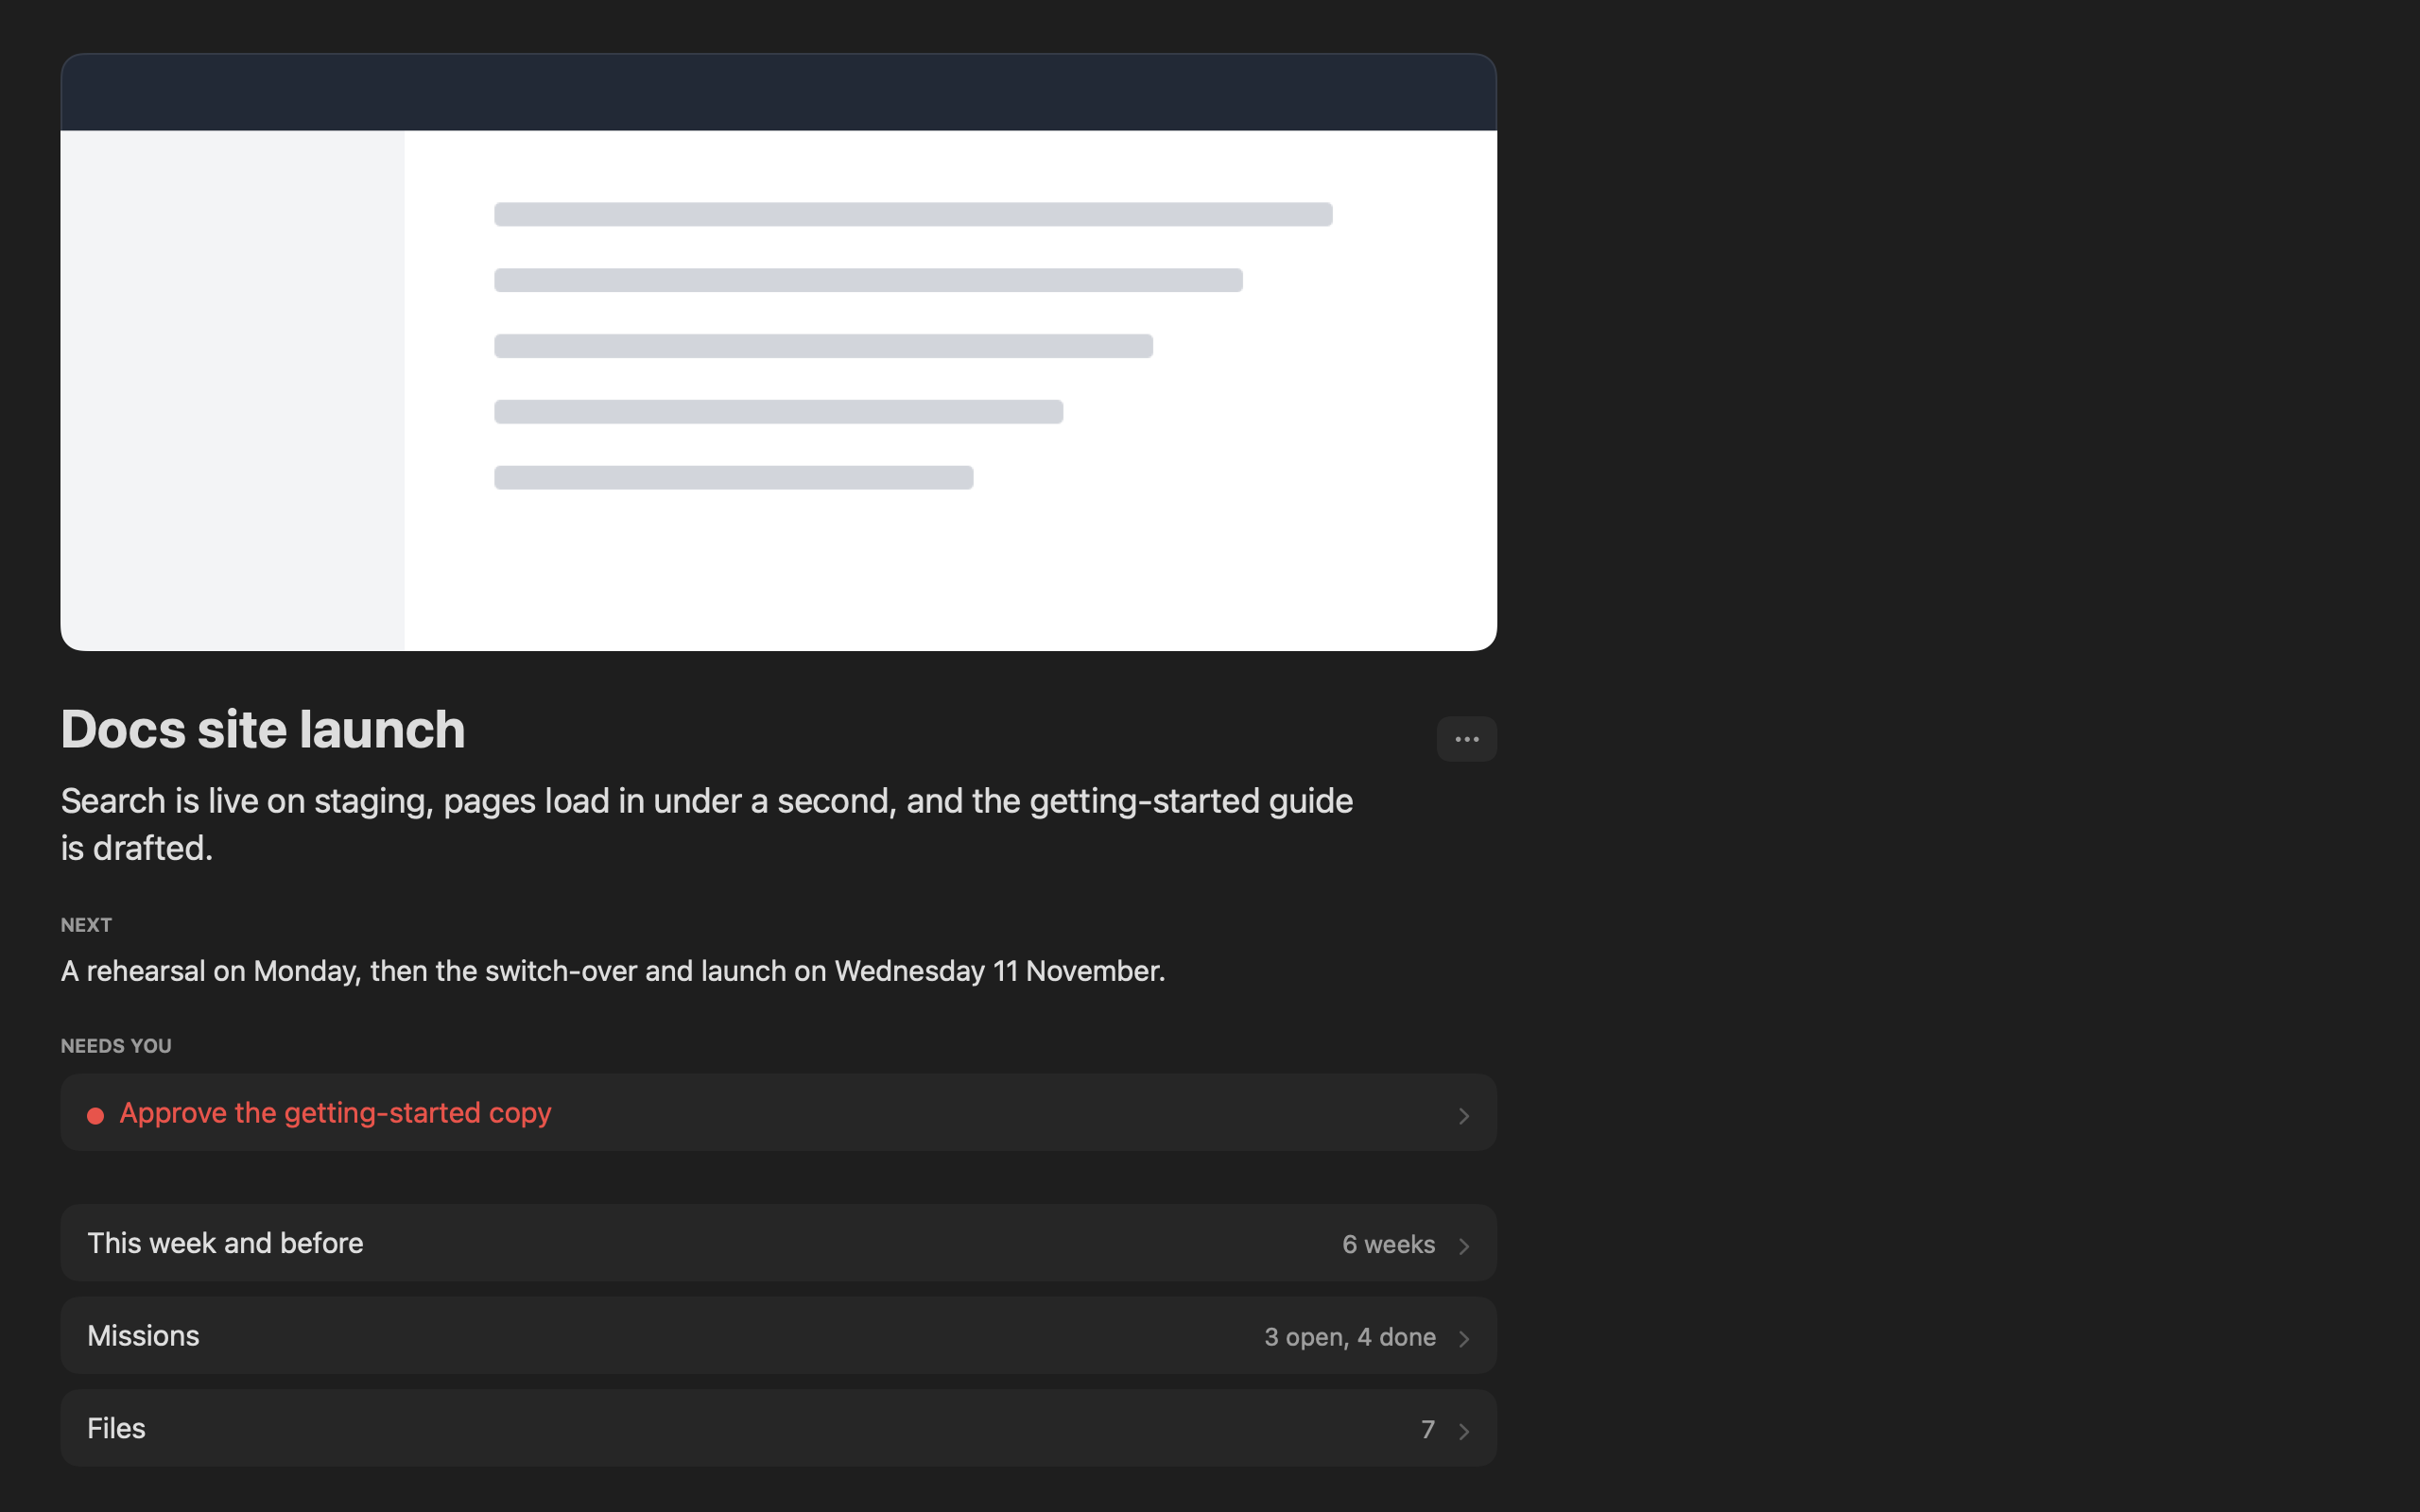 Docs site launch
Search is live on staging, pages load in under a second, and the getting-started guide
is drafted.
NEXT
A rehearsal on Monday, then the switch-over and launch on Wednesday 11 November.
NEEDS YOU
Approve the getting-started copy
This week and before 6 weeks
Missions 3 open, 4 done
Files 7